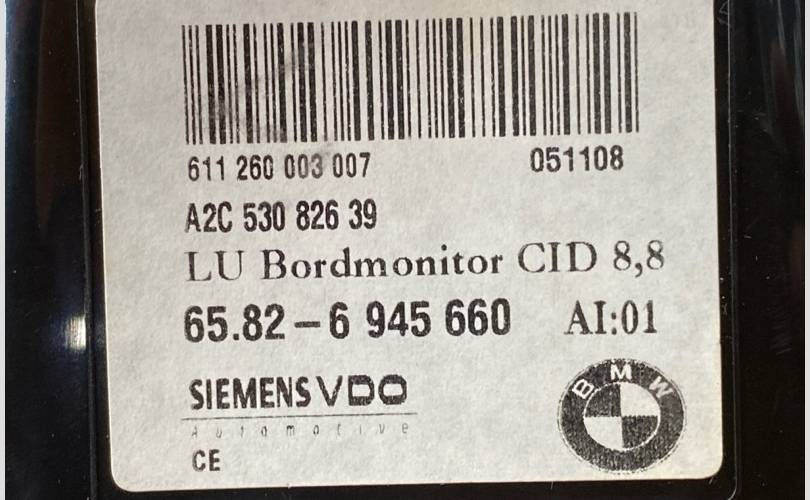 611 260 003 007 051108
A2C 530 826 39
LU Bordmonitor CID 8,8
65.82-6 945 660 AI:01
SIEMENS VDO
Automotive
CE
BMW